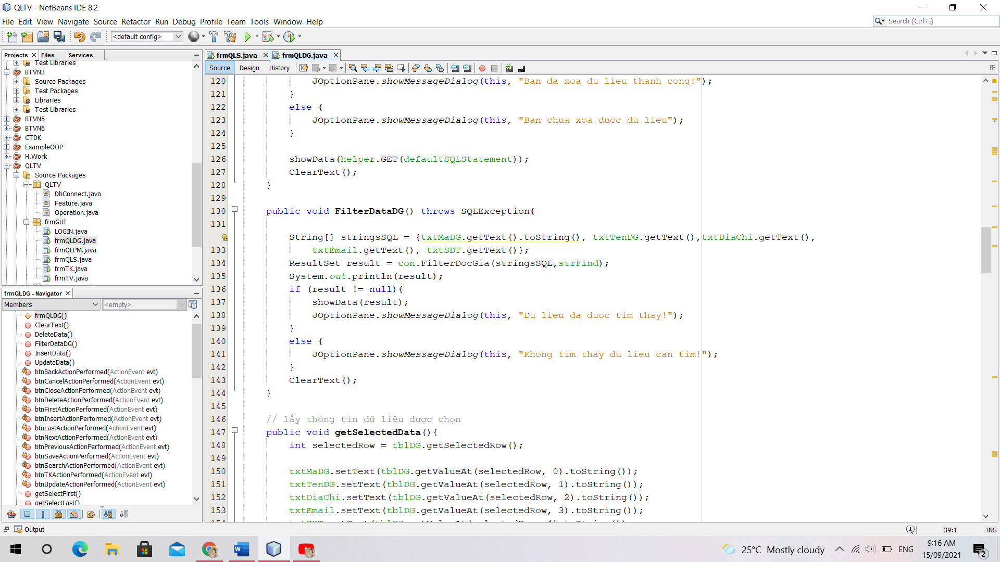 QLTV - NetBeans IDE 8.2
File Edit View Navigate Source Refactor Run Debug Profile Team Tools Window Help
Search (Ctrl+I)
<default config>
Projects Files Services
Test Libraries
BTVN3
Source Packages
Test Packages
Libraries
Test Libraries
BTVN5
BTVN6
CTDK
ExampleOOP
H.Work
QLTV
Source Packages
QLTV
DbConnect.java
Feature.java
Operation.java
frmGUI
LOGIN.java
frmQLDG.java
frmQLPM.java
frmQLS.java
frmTK.java
frmTV.java
frmQLDG - Navigator
Members <empty>
frmQLDG()
ClearText()
DeleteData()
FilterDataDG()
InsertData()
UpdateData()
btnBackActionPerformed(ActionEvent evt)
btnCancelActionPerformed(ActionEvent evt)
btnCloseActionPerformed(ActionEvent evt)
btnDeleteActionPerformed(ActionEvent evt)
btnFirstActionPerformed(ActionEvent evt)
btnInsertActionPerformed(ActionEvent evt)
btnLastActionPerformed(ActionEvent evt)
btnNextActionPerformed(ActionEvent evt)
btnPreviousActionPerformed(ActionEvent evt)
btnSaveActionPerformed(ActionEvent evt)
btnSearchActionPerformed(ActionEvent evt)
btnTKActionPerformed(ActionEvent evt)
btnUpdateActionPerformed(ActionEvent evt)
getSelectFirst()
getSelectLast()
frmQLS.java frmQLDG.java
Source Design History
120 JOptionPane.showMessageDialog(this, "Ban da xoa du lieu thanh cong!");
121 }
122 else {
123 JOptionPane.showMessageDialog(this, "Ban chua xoa duoc du lieu");
124 }
125
126 showData(helper.GET(defaultSQLStatement));
127 ClearText();
128 }
129
130 public void FilterDataDG() throws SQLException{
131
String[] stringsSQL = {txtMaDG.getText().toString(), txtTenDG.getText(),txtDiaChi.getText(),
133 txtEmail.getText(), txtSDT.getText()};
134 ResultSet result = con.FilterDocGia(stringsSQL,strFind);
135 System.out.println(result);
136 if (result != null){
137 showData(result);
138 JOptionPane.showMessageDialog(this, "Du lieu da duoc tim thay!");
139 }
140 else {
141 JOptionPane.showMessageDialog(this, "Khong tim thay du lieu can tim!");
142 }
143 ClearText();
144 }
145
146 // lấy thông tin dữ liêu được chọn
147 public void getSelectedData(){
148 int selectedRow = tblDG.getSelectedRow();
149
150 txtMaDG.setText(tblDG.getValueAt(selectedRow, 0).toString());
151 txtTenDG.setText(tblDG.getValueAt(selectedRow, 1).toString());
152 txtDiaChi.setText(tblDG.getValueAt(selectedRow, 2).toString());
153 txtEmail.setText(tblDG.getValueAt(selectedRow, 3).toString());
Output
39:1 INS
25°C Mostly cloudy
ENG
9:16 AM
15/09/2021
2